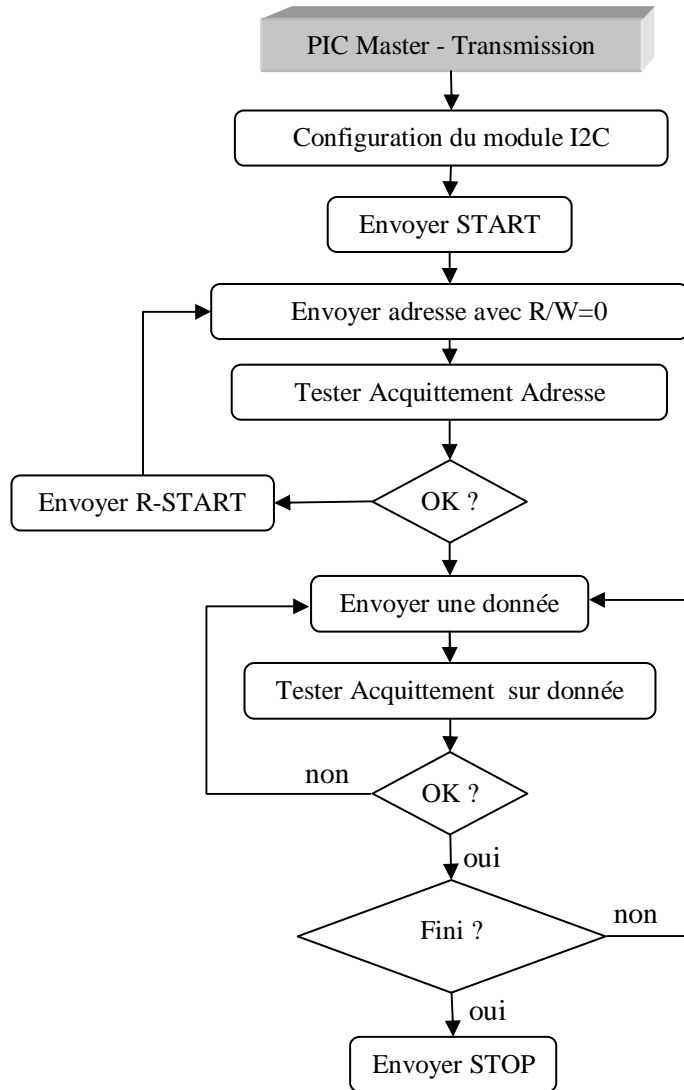 PIC Master - Transmission
Configuration du module I2C
Envoyer START
Envoyer adresse avec R/W=0
Tester Acquittement Adresse
Envoyer R-START
OK ?
Envoyer une donnée
Tester Acquittement sur donnée
non
OK ?
oui
Fini ?
non
oui
Envoyer STOP